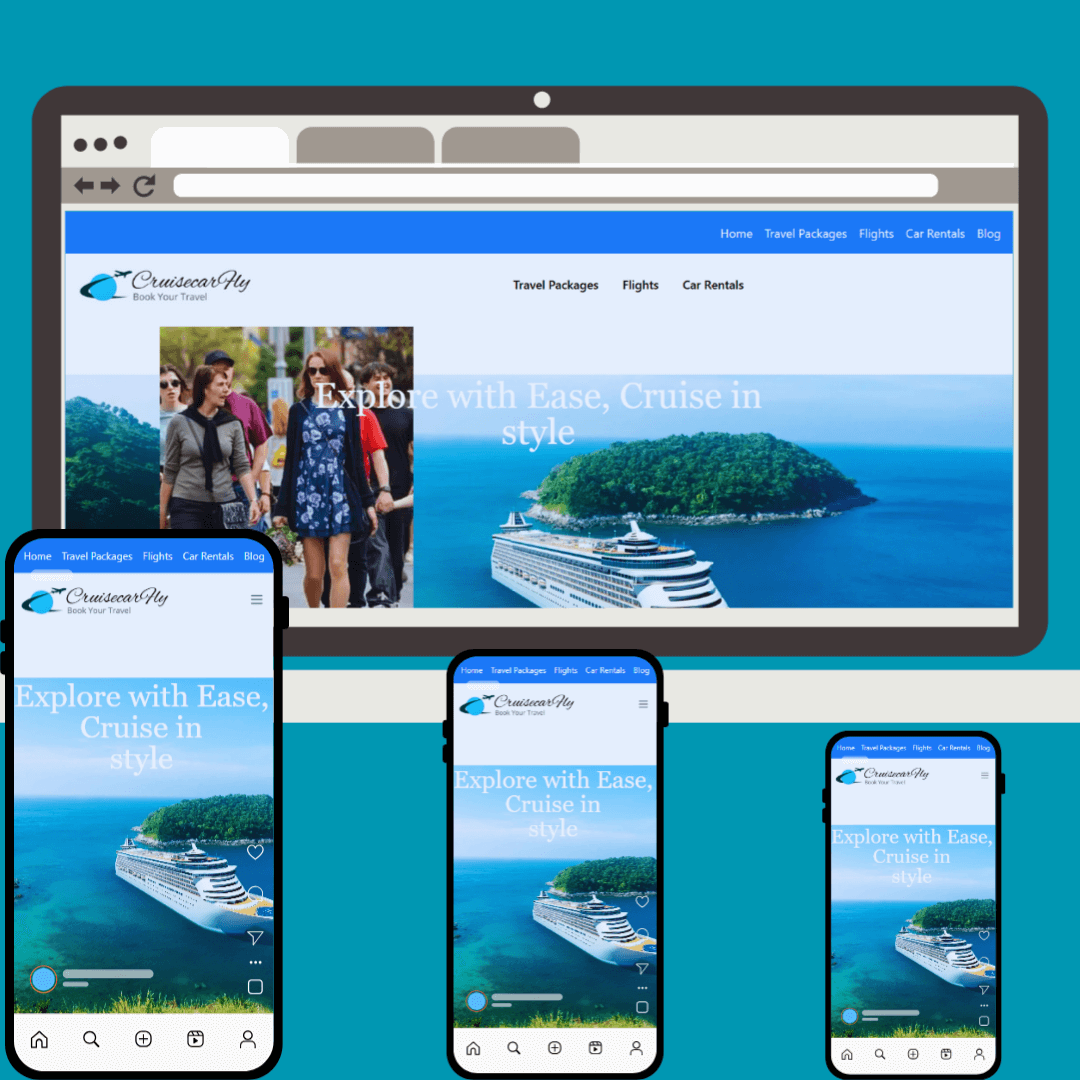 Home Travel Packages Flights Car Rentals Blog
CruisecarFly
Book Your Travel
Travel Packages Flights Car Rentals
Explore with Ease, Cruise in
style
Home Travel Packages Flights Car Rentals Blog
CruisecarFly
Book Your Travel
Explore with Ease,
Cruise in
style
Home Travel Packages Flights Car Rentals Blog
CruisecarFly
Book Your Travel
Explore with Ease,
Cruise in
style
Home Travel Packages Flights Car Rentals Blog
CruisecarFly
Book Your Travel
Explore with Ease,
Cruise in
style